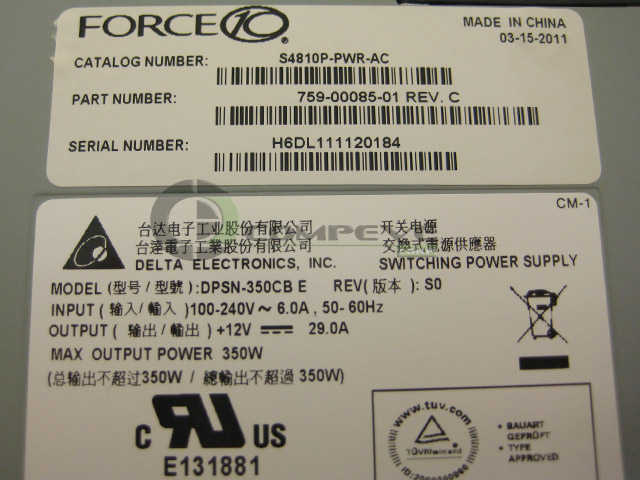 FORCE10®
MADE IN CHINA
03-15-2011
CATALOG NUMBER: S4810P-PWR-AC
PART NUMBER: 759-00085-01 REV. C
SERIAL NUMBER: H6DL111120184
CM-1
台达电子工业股份有限公司 开关电源
台達電子工業股份有限公司 交換式電源供應器
DELTA ELECTRONICS, INC. SWITCHING POWER SUPPLY
MODEL (型号/型號):DPSN-350CB E REV(版本): S0
INPUT (输入/輸入)100-240V~ 6.0A, 50-60Hz
OUTPUT (输出/輸出) +12V ⎓ 29.0A
MAX OUTPUT POWER 350W
(总输出不超过350W / 總輸出不超過 350W)
C RU US
E131881
www.tuv.com
TÜVRheinland
• BAUART
GEPRÜFT
• TYPE
APPROVED